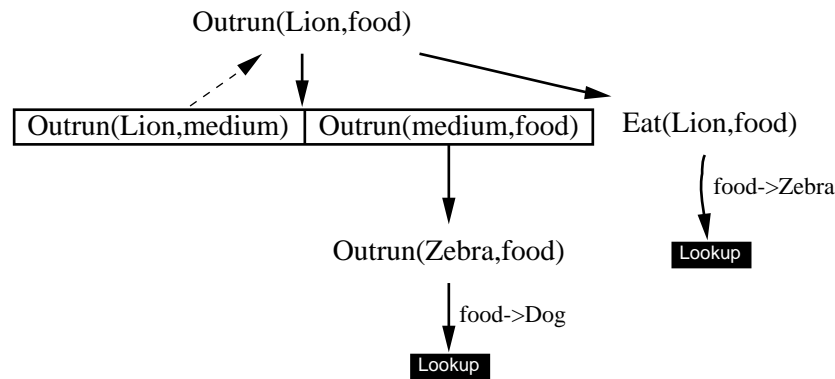 Outrun(Lion,food)
Outrun(Lion,medium) Outrun(medium,food) Eat(Lion,food)
food->Zebra
Outrun(Zebra,food) Lookup
food->Dog
Lookup